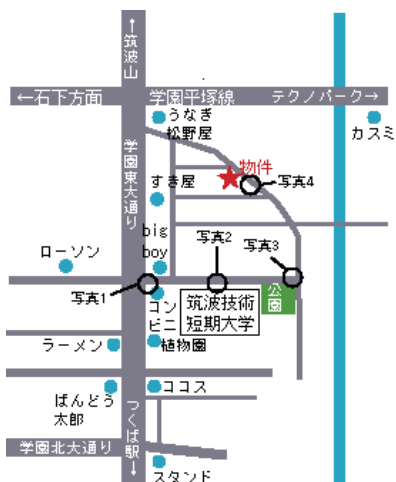 ←筑波山
←石下方面
学園平塚線
テクノパーク→
うなぎ
松野屋
カスミ
学園東大通り
物件
写真4
すき屋
big
boy
写真2
写真3
ローソン
写真1
コン
ビニ
筑波技術
短期大学
公園
ラーメン
植物園
ばんどう
太郎
ココス
つくば駅→
学園北大通り
スタンド